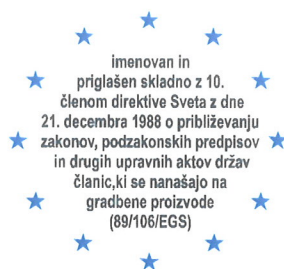 imenovan in
priglašen skladno z 10.
členom direktive Sveta z dne
21. decembra 1988 o približevanju
zakonov, podzakonskih predpisov
in drugih upravnih aktov držav
članic,ki se nanašajo na
gradbene proizvode
(89/106/EGS)